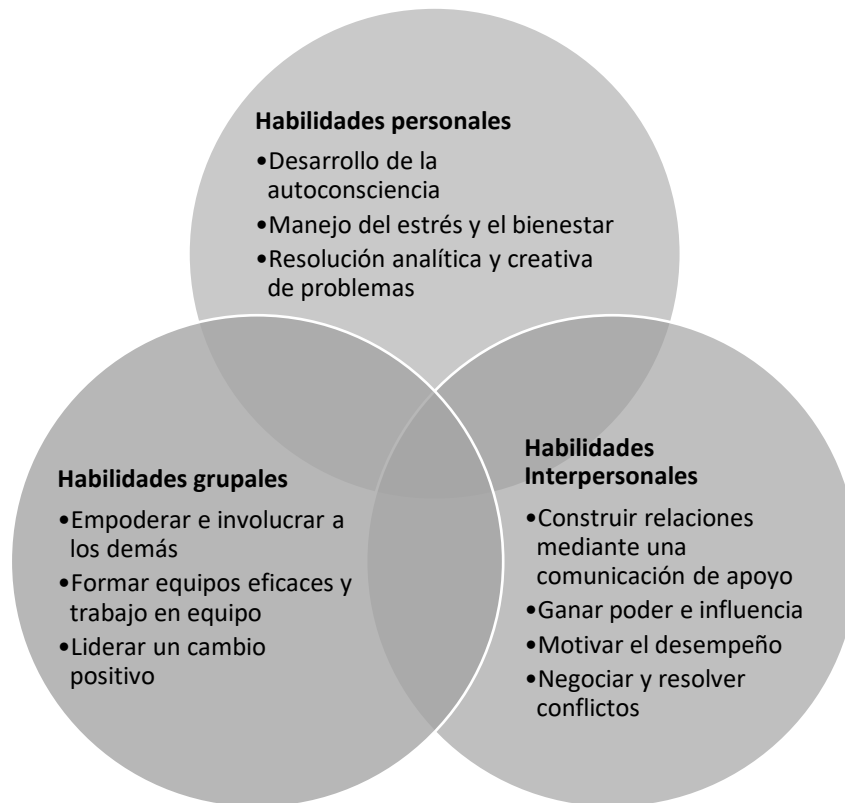 Habilidades personales
•Desarrollo de la
autoconsciencia
•Manejo del estrés y el bienestar
•Resolución analítica y creativa
de problemas
Habilidades grupales
•Empoderar e involucrar a
los demás
•Formar equipos eficaces y
trabajo en equipo
•Liderar un cambio
positivo
Habilidades
Interpersonales
•Construir relaciones
mediante una
comunicación de apoyo
•Ganar poder e influencia
•Motivar el desempeño
•Negociar y resolver
conflictos